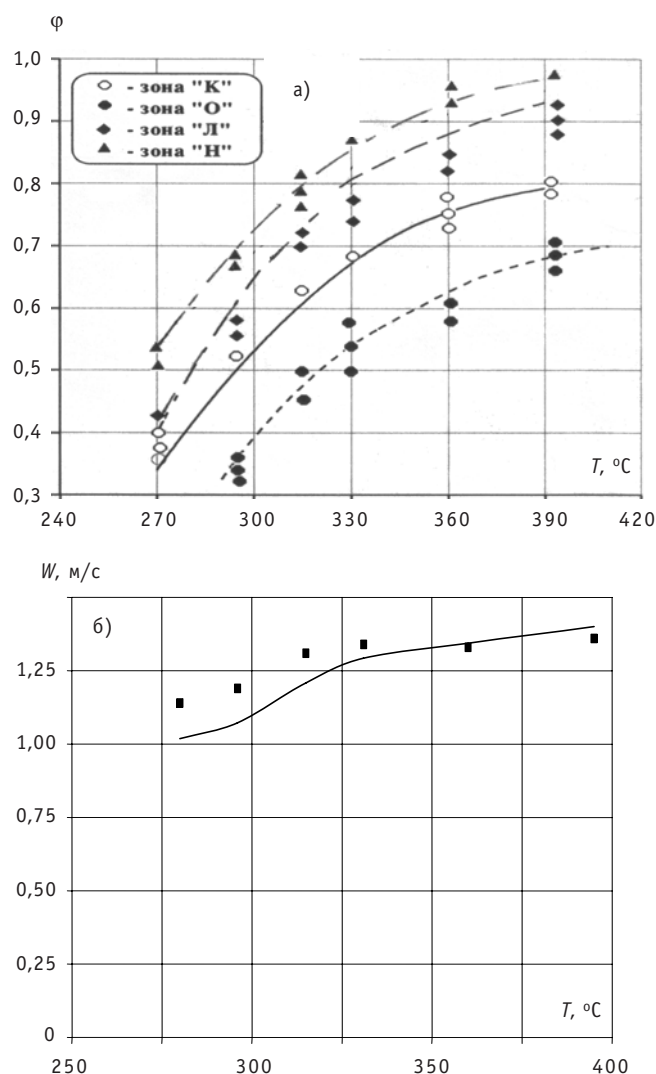 φ
1,0
0,9
0,8
0,7
0,6
0,5
0,4
0,3
- зона "К"
- зона "О"
- зона "Л"
- зона "Н"
а)
T, ºC
240 270 300 330 360 390 420
W, м/с
б)
1,25
1,00
0,75
0,50
0,25
0
T, ºC
250 300 350 400